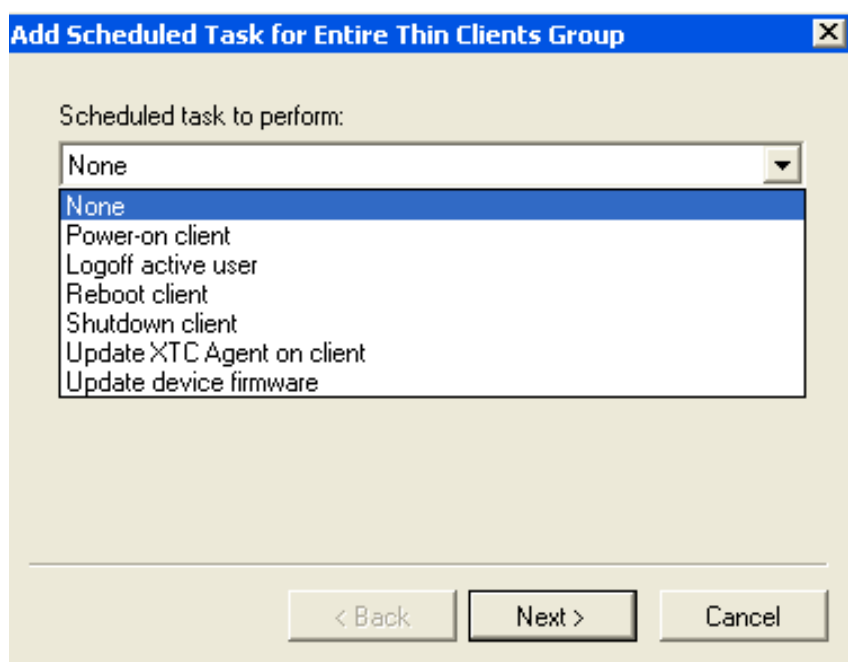 Add Scheduled Task for Entire Thin Clients Group
Scheduled task to perform:
None
None
Power-on client
Logoff active user
Reboot client
Shutdown client
Update XTC Agent on client
Update device firmware
< Back Next > Cancel